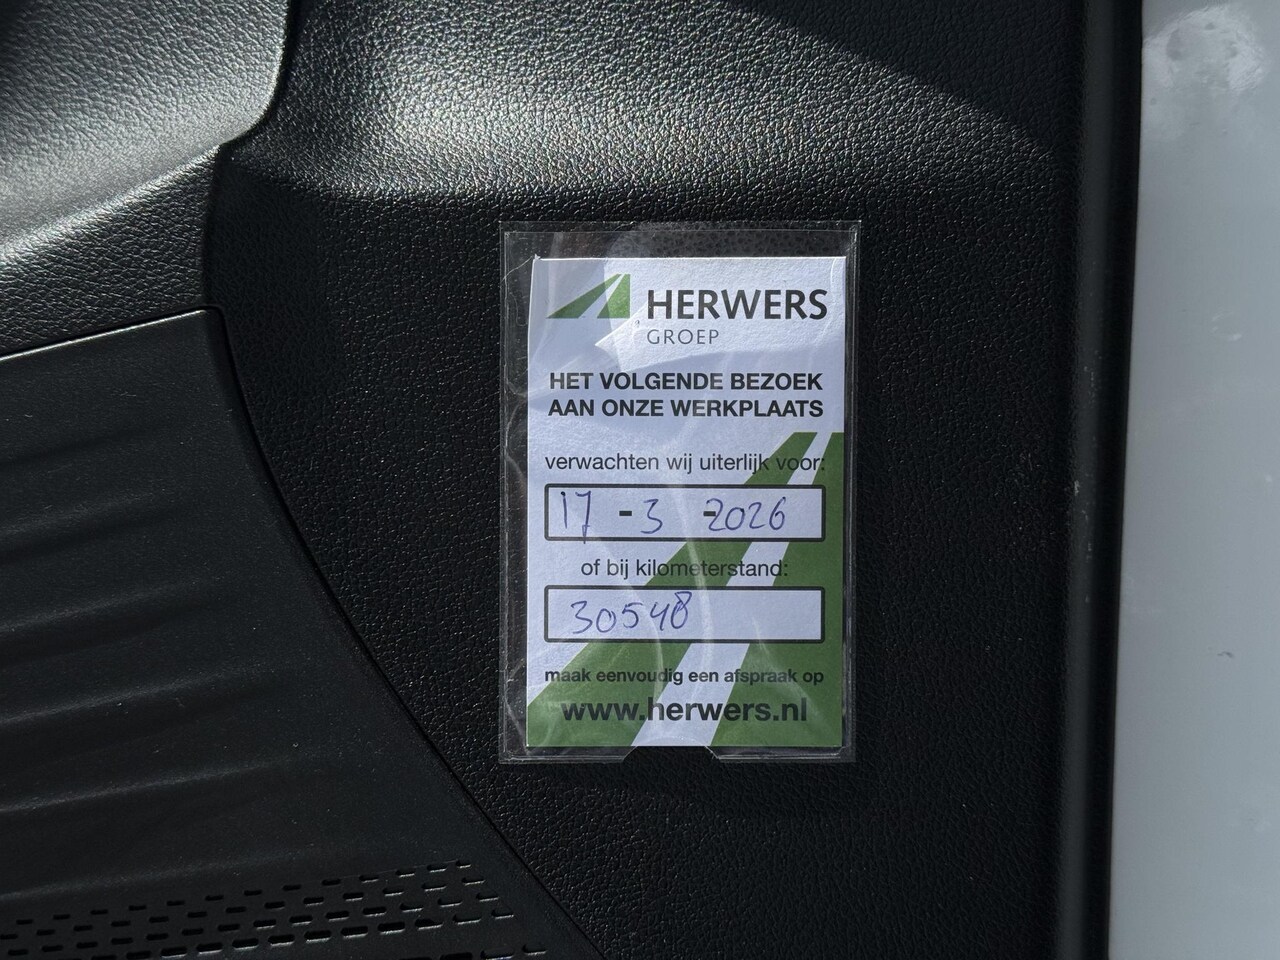 HERWERS
GROEP
HET VOLGENDE BEZOEK
AAN ONZE WERKPLAATS
verwachten wij uiterlijk voor:
17 - 3 - 2026
of bij kilometerstand:
30548
maak eenvoudig een afspraak op
www.herwers.nl